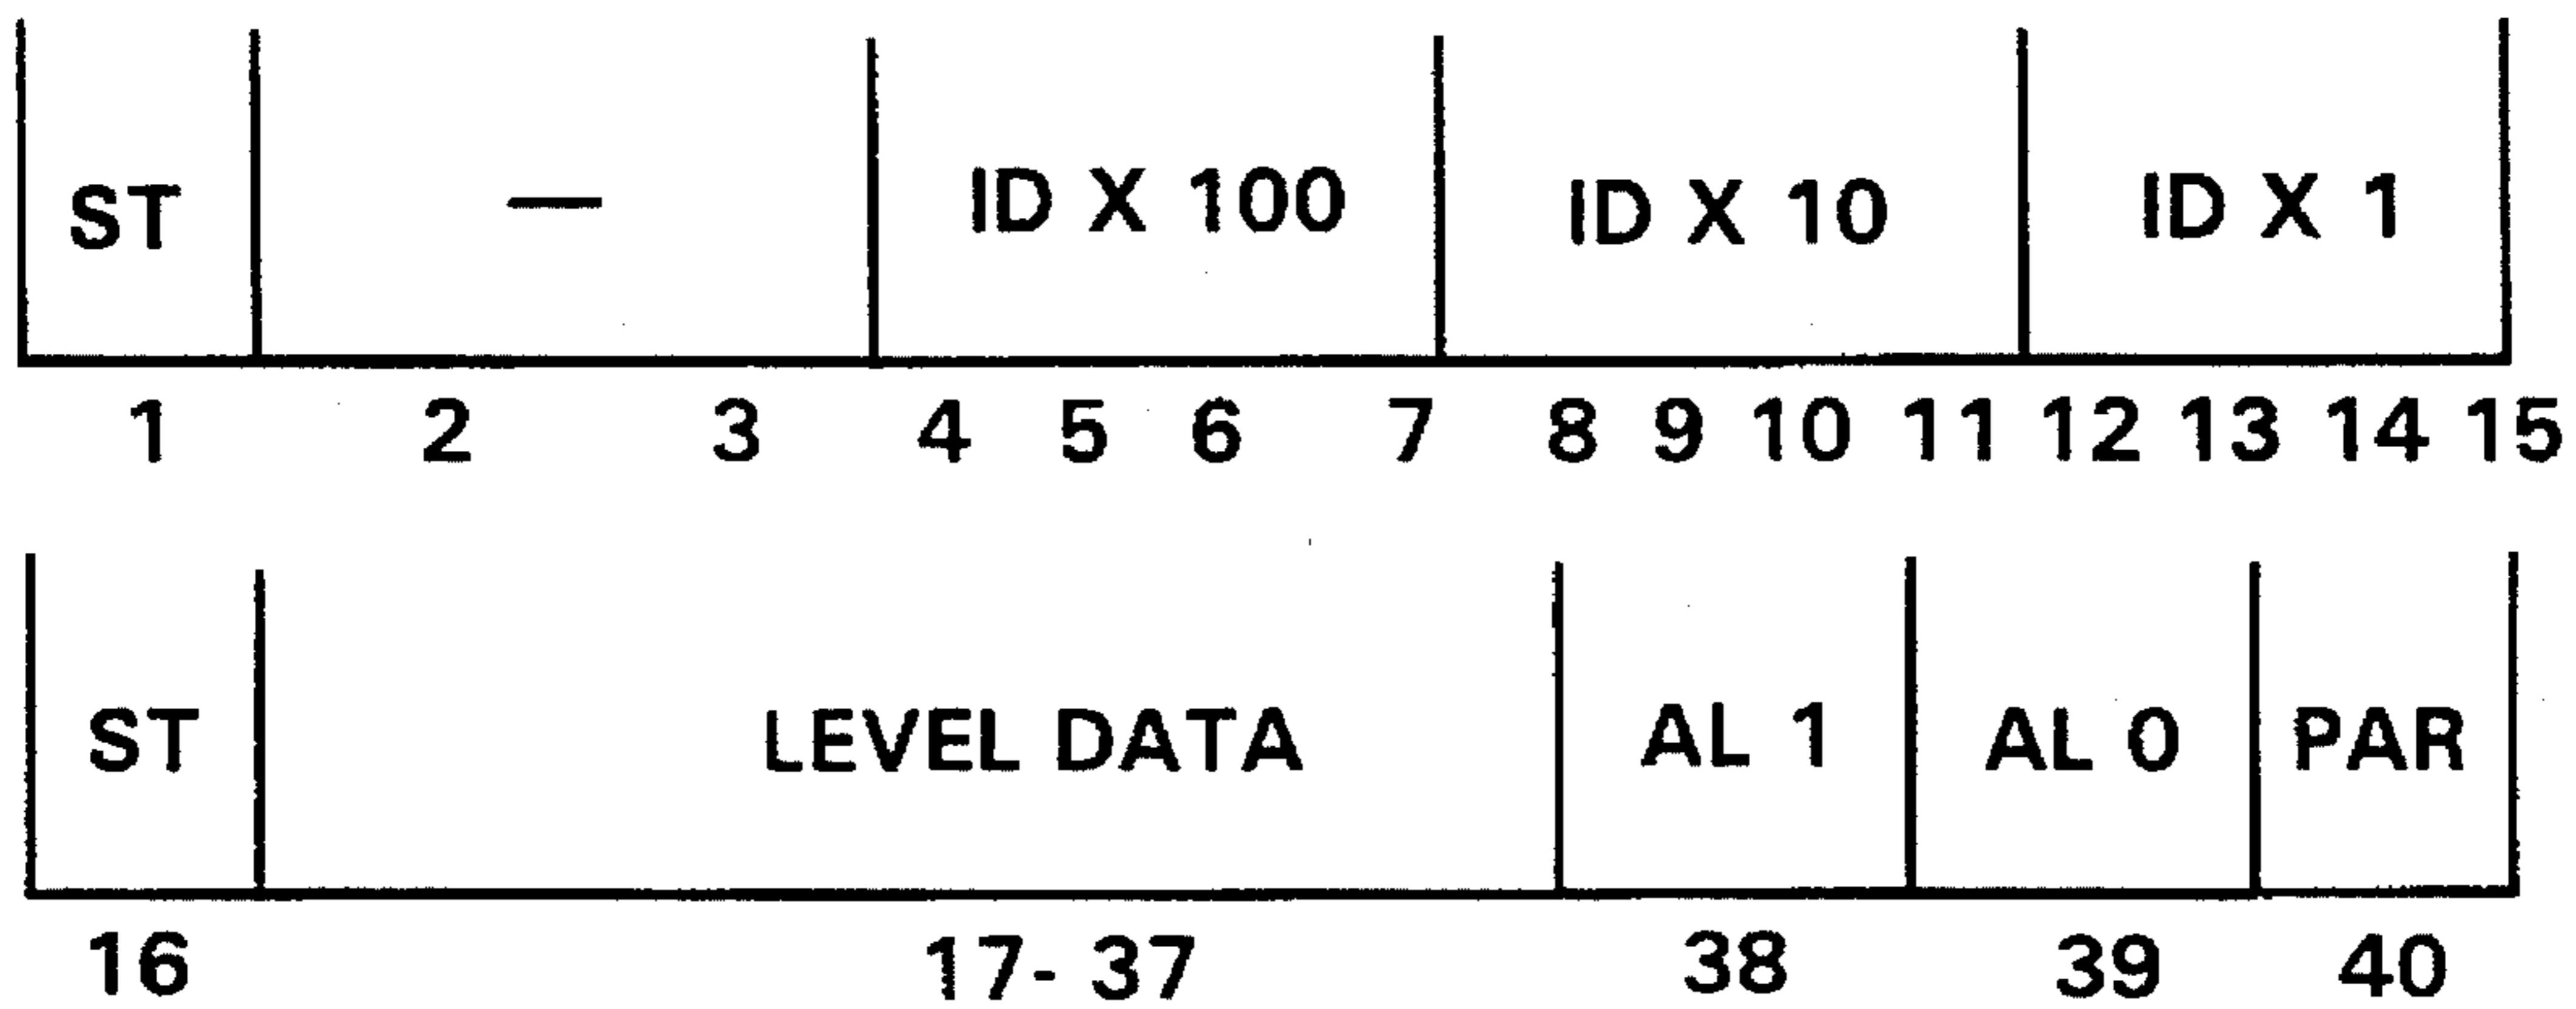 ST — ID X 100 ID X 10 ID X 1
1 2 3 4 5 6 7 8 9 10 11 12 13 14 15
ST LEVEL DATA AL 1 AL 0 PAR
16 17- 37 38 39 40